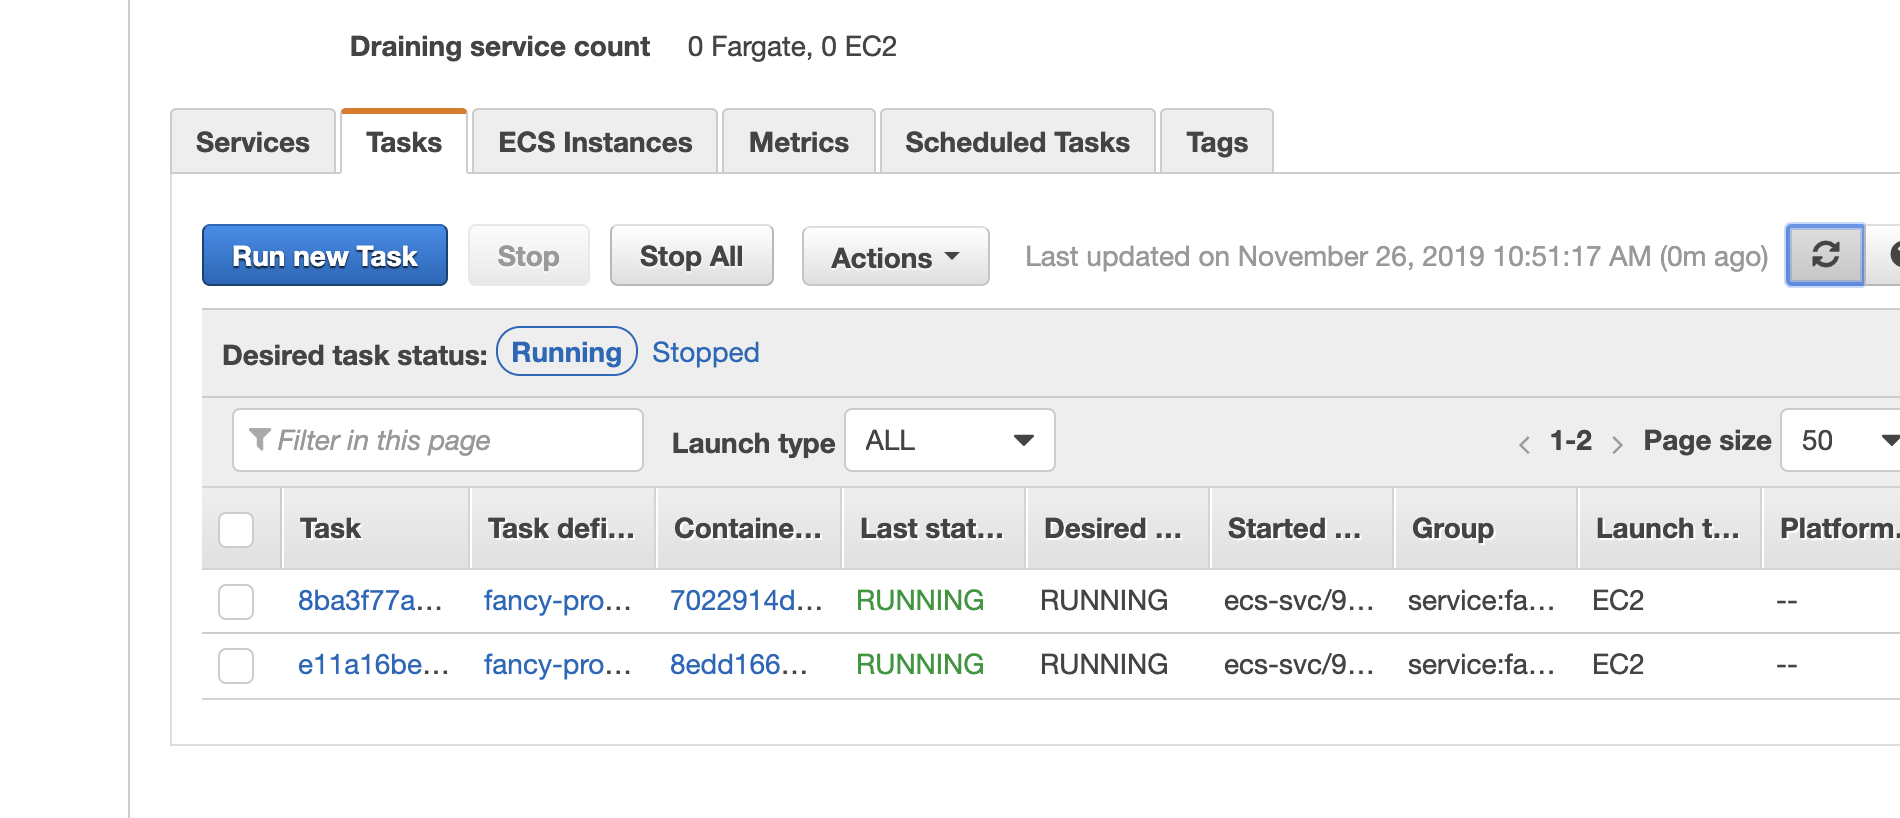 Draining service count 0 Fargate, 0 EC2
Services Tasks ECS Instances Metrics Scheduled Tasks Tags
Run new Task Stop Stop All Actions Last updated on November 26, 2019 10:51:17 AM (0m ago)
Desired task status: Running Stopped
Filter in this page Launch type ALL < 1-2 > Page size 50
Task Task defi... Containe... Last stat... Desired ... Started ... Group Launch t... Platform.
8ba3f77a... fancy-pro... 7022914d... RUNNING RUNNING ecs-svc/9... service:fa... EC2 --
e11a16be... fancy-pro... 8edd166... RUNNING RUNNING ecs-svc/9... service:fa... EC2 --